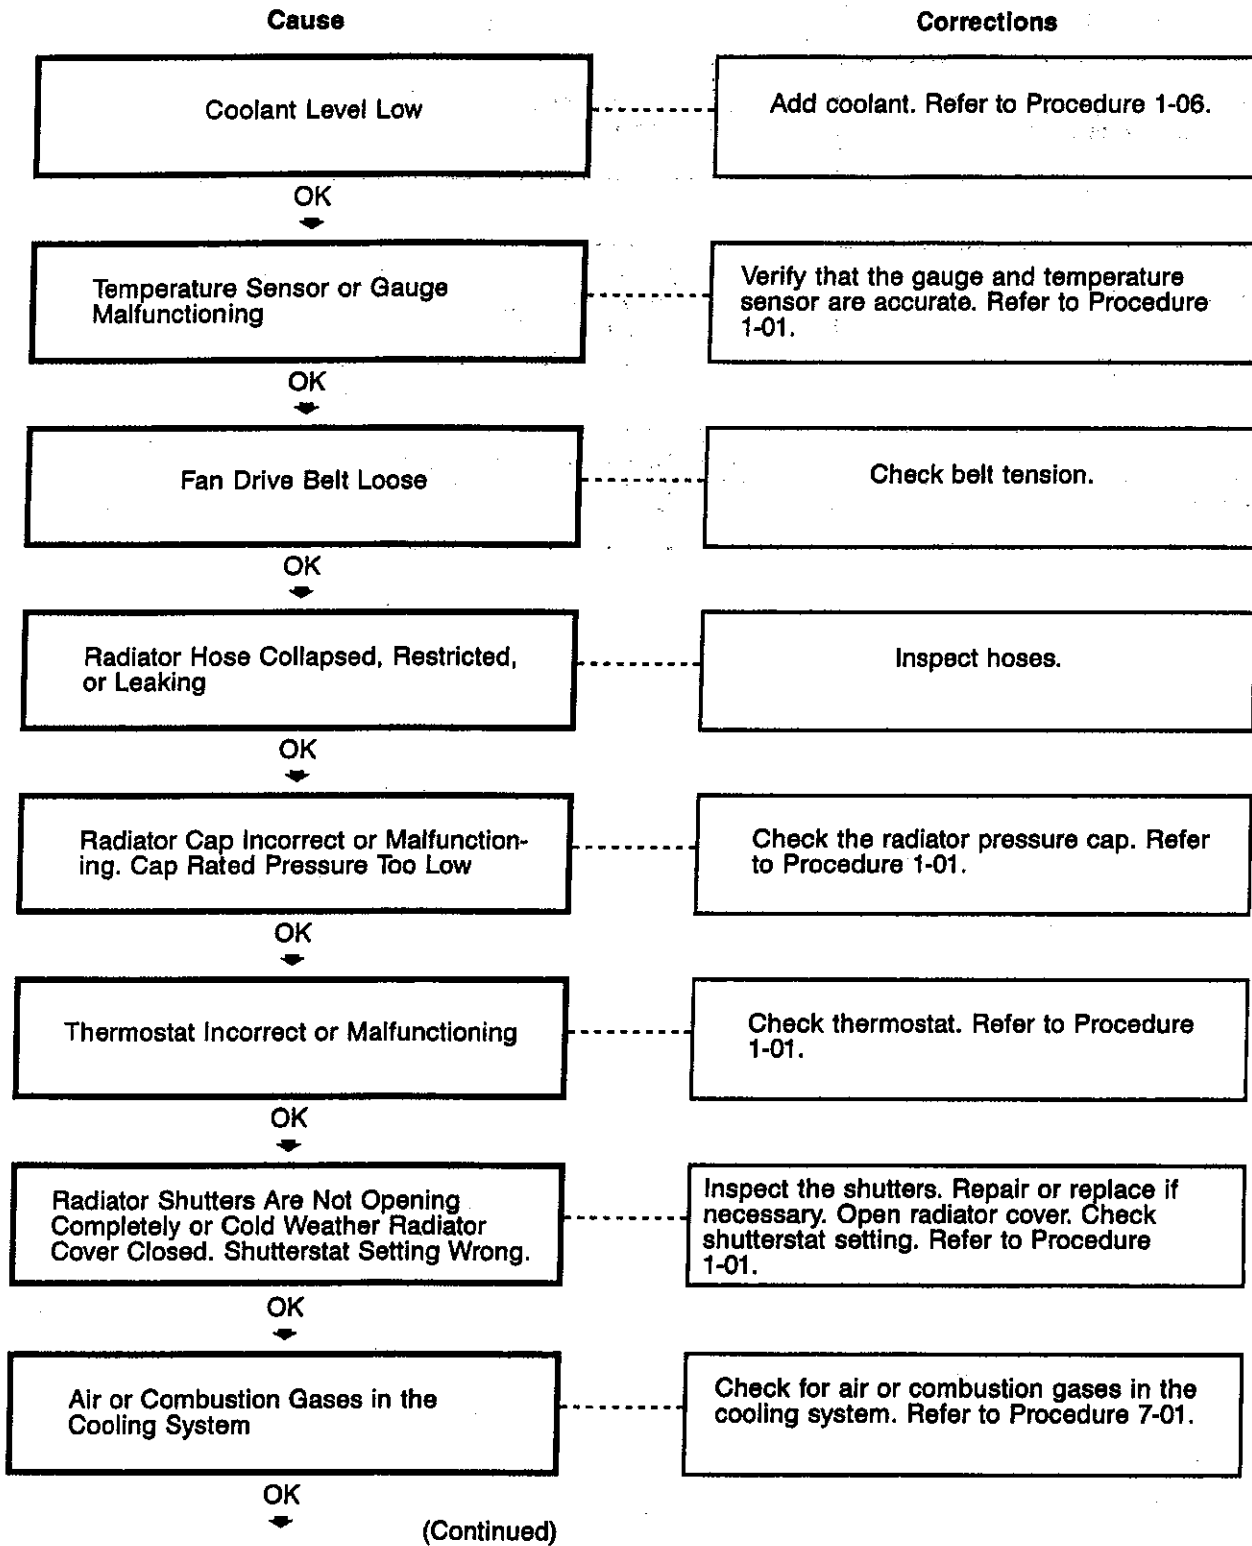 Cause
Corrections
Coolant Level Low
Add coolant. Refer to Procedure 1-06.
OK
Temperature Sensor or Gauge
Malfunctioning
Verify that the gauge and temperature
sensor are accurate. Refer to Procedure
1-01.
OK
Fan Drive Belt Loose
Check belt tension.
OK
Radiator Hose Collapsed, Restricted,
or Leaking
Inspect hoses.
OK
Radiator Cap Incorrect or Malfunction-
ing. Cap Rated Pressure Too Low
Check the radiator pressure cap. Refer
to Procedure 1-01.
OK
Thermostat Incorrect or Malfunctioning
Check thermostat. Refer to Procedure
1-01.
OK
Radiator Shutters Are Not Opening
Completely or Cold Weather Radiator
Cover Closed. Shutterstat Setting Wrong.
Inspect the shutters. Repair or replace if
necessary. Open radiator cover. Check
shutterstat setting. Refer to Procedure
1-01.
OK
Air or Combustion Gases in the
Cooling System
Check for air or combustion gases in the
cooling system. Refer to Procedure 7-01.
OK
(Continued)